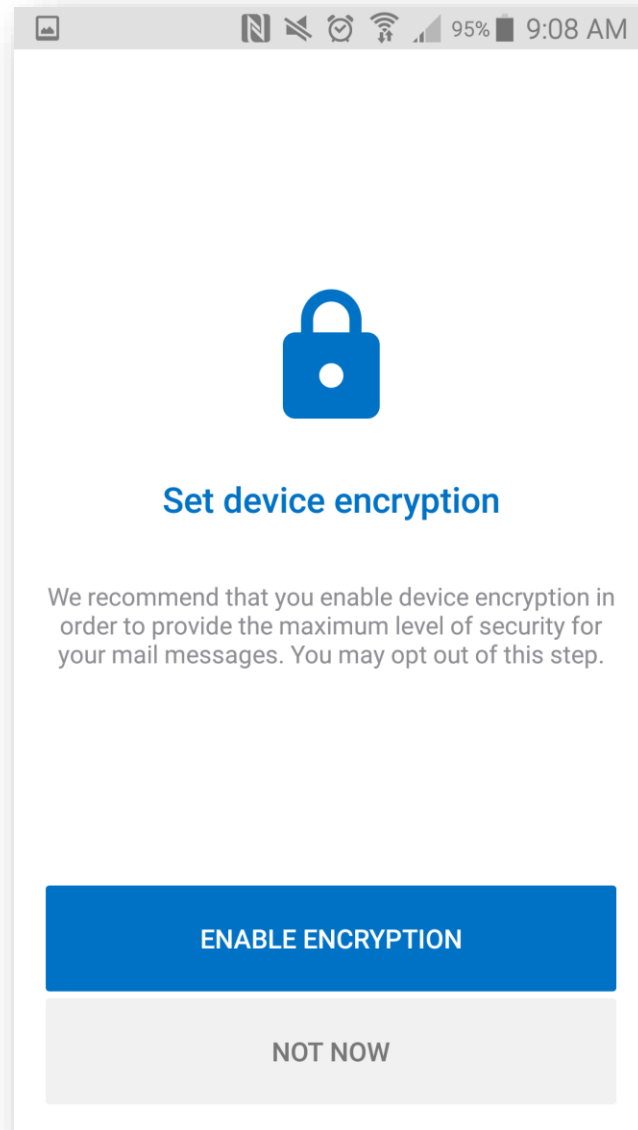 95% 9:08 AM
Set device encryption
We recommend that you enable device encryption in
order to provide the maximum level of security for
your mail messages. You may opt out of this step.
ENABLE ENCRYPTION
NOT NOW